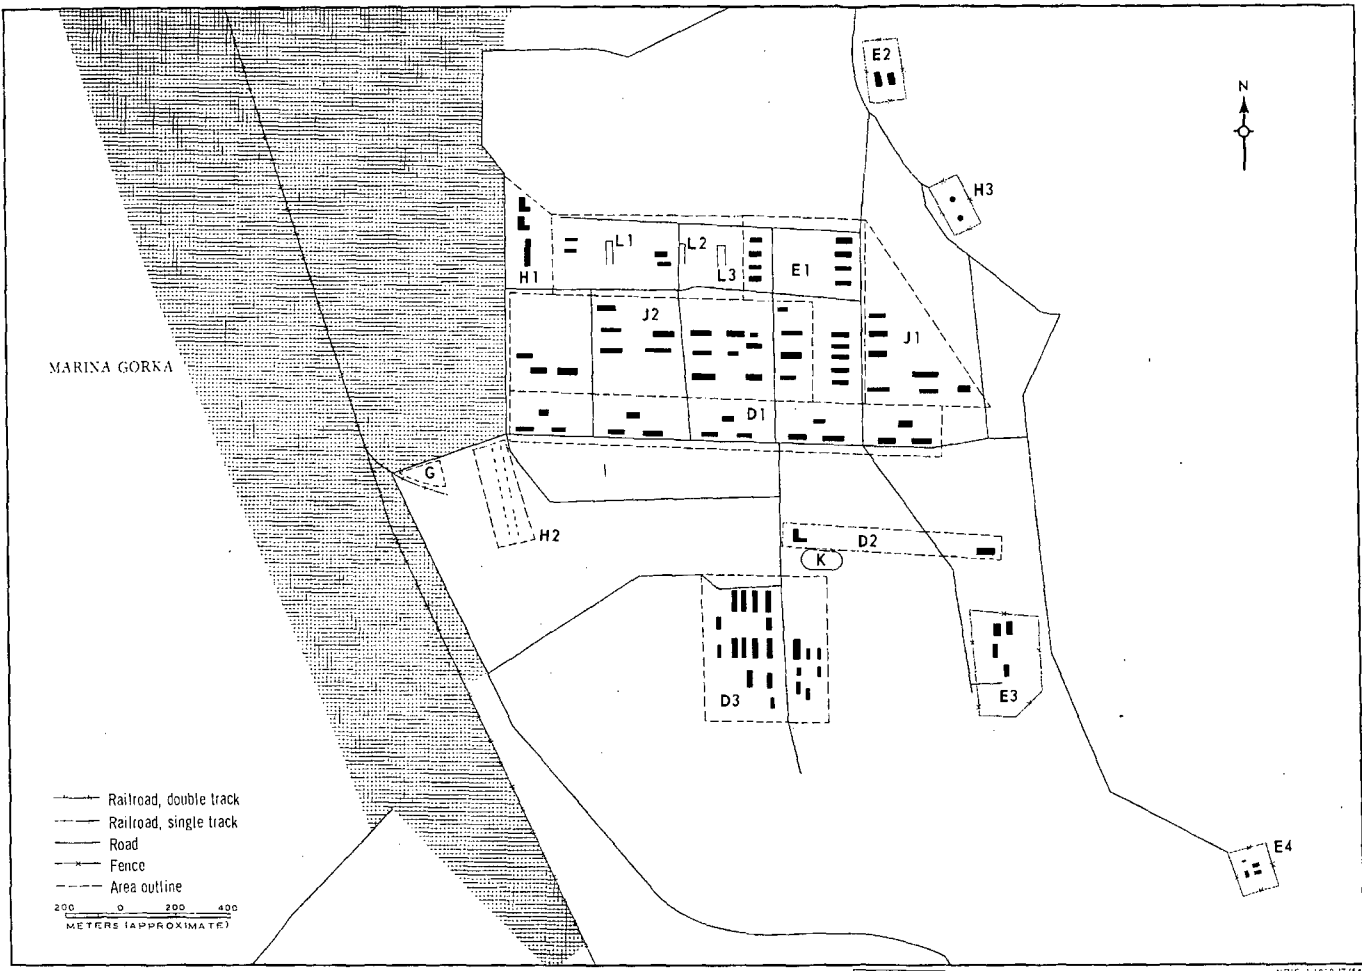 E2
N
H3
L1
L2
L3
E1
H1
J2
J1
MARINA GORKA
D1
G
H2
D2
K
D3
E3
E4
Railroad, double track
Railroad, single track
Road
Fence
Area outline
200 0 200 400
METERS (APPROXIMATE)